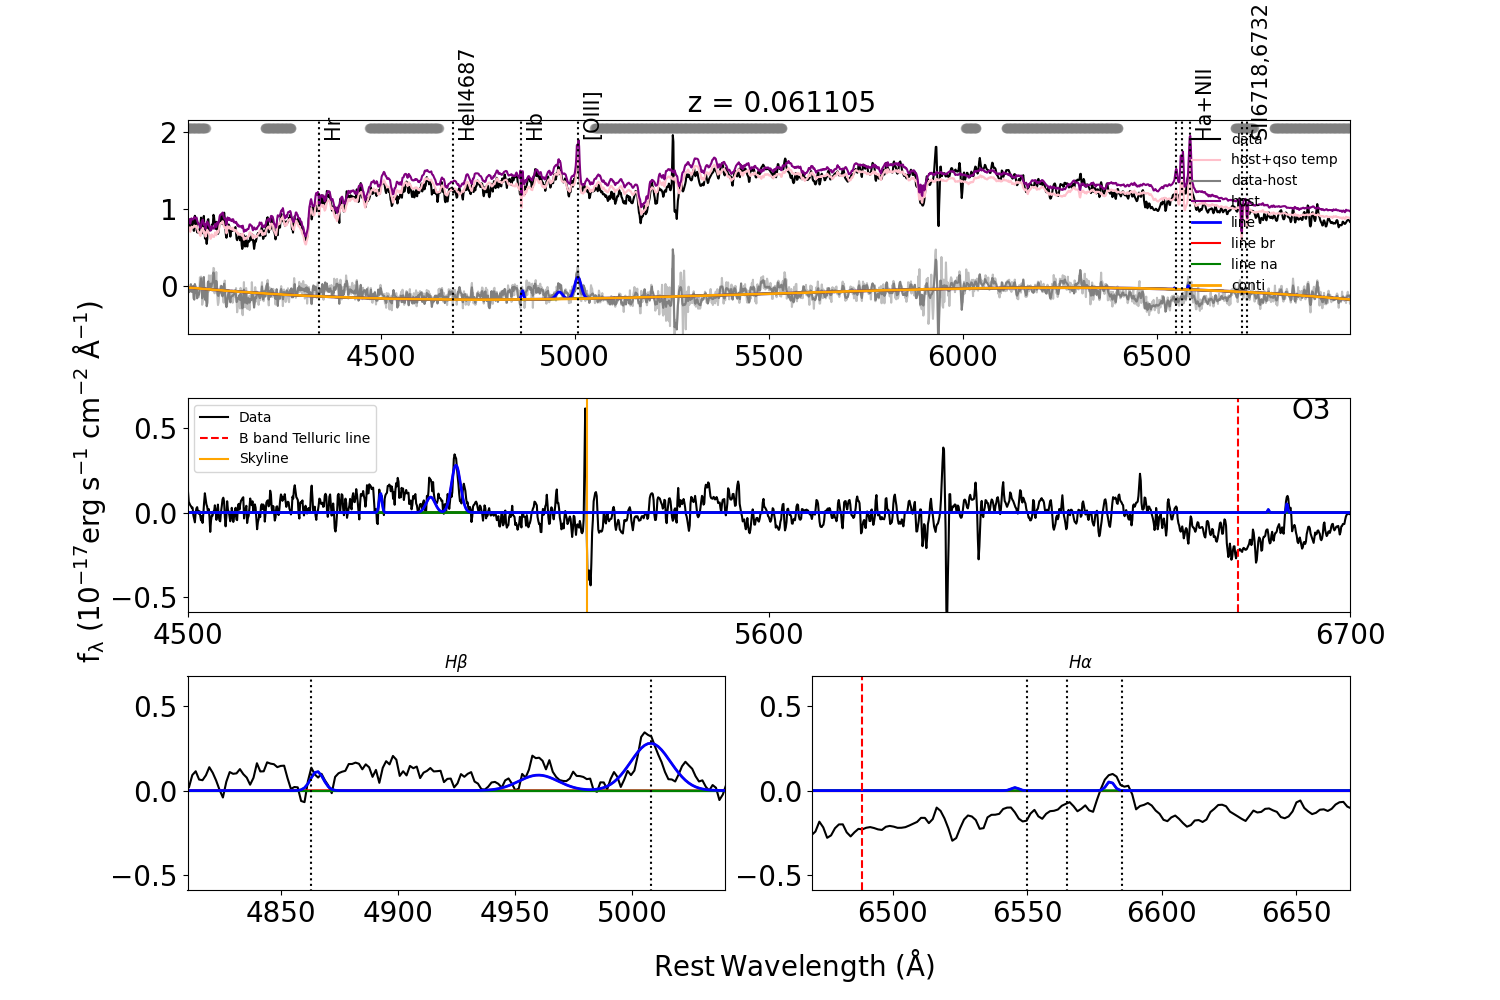 z = 0.061105
Hr
HeII4687
Hb
[OIII]
Ha+NII
SII6718,6732
2
1
0
data
host+qso temp
data-host
host
line
line br
line na
conti
4500 5000 5500 6000 6500
fλ (10⁻¹⁷erg s⁻¹ cm⁻² Å⁻¹)
0.5
0.0
−0.5
Data
B band Telluric line
Skyline
O3
4500 5600 6700
Hβ
0.5
0.0
−0.5
4850 4900 4950 5000
Hα
0.5
0.0
−0.5
6500 6550 6600 6650
Rest Wavelength (Å)